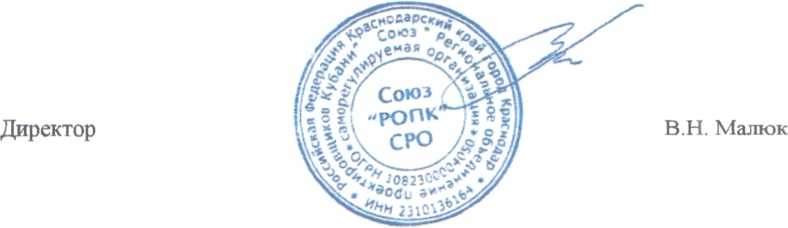 Директор
В.Н. Малюк
* Российская Федерация Краснодарский край город Краснодар *
ИНН 2310136164
Союз "Региональное объединение проектировщиков Кубани"
* саморегулируемая организация *
ОГРН 1082300004050
Союз
"РОПК"
СРО